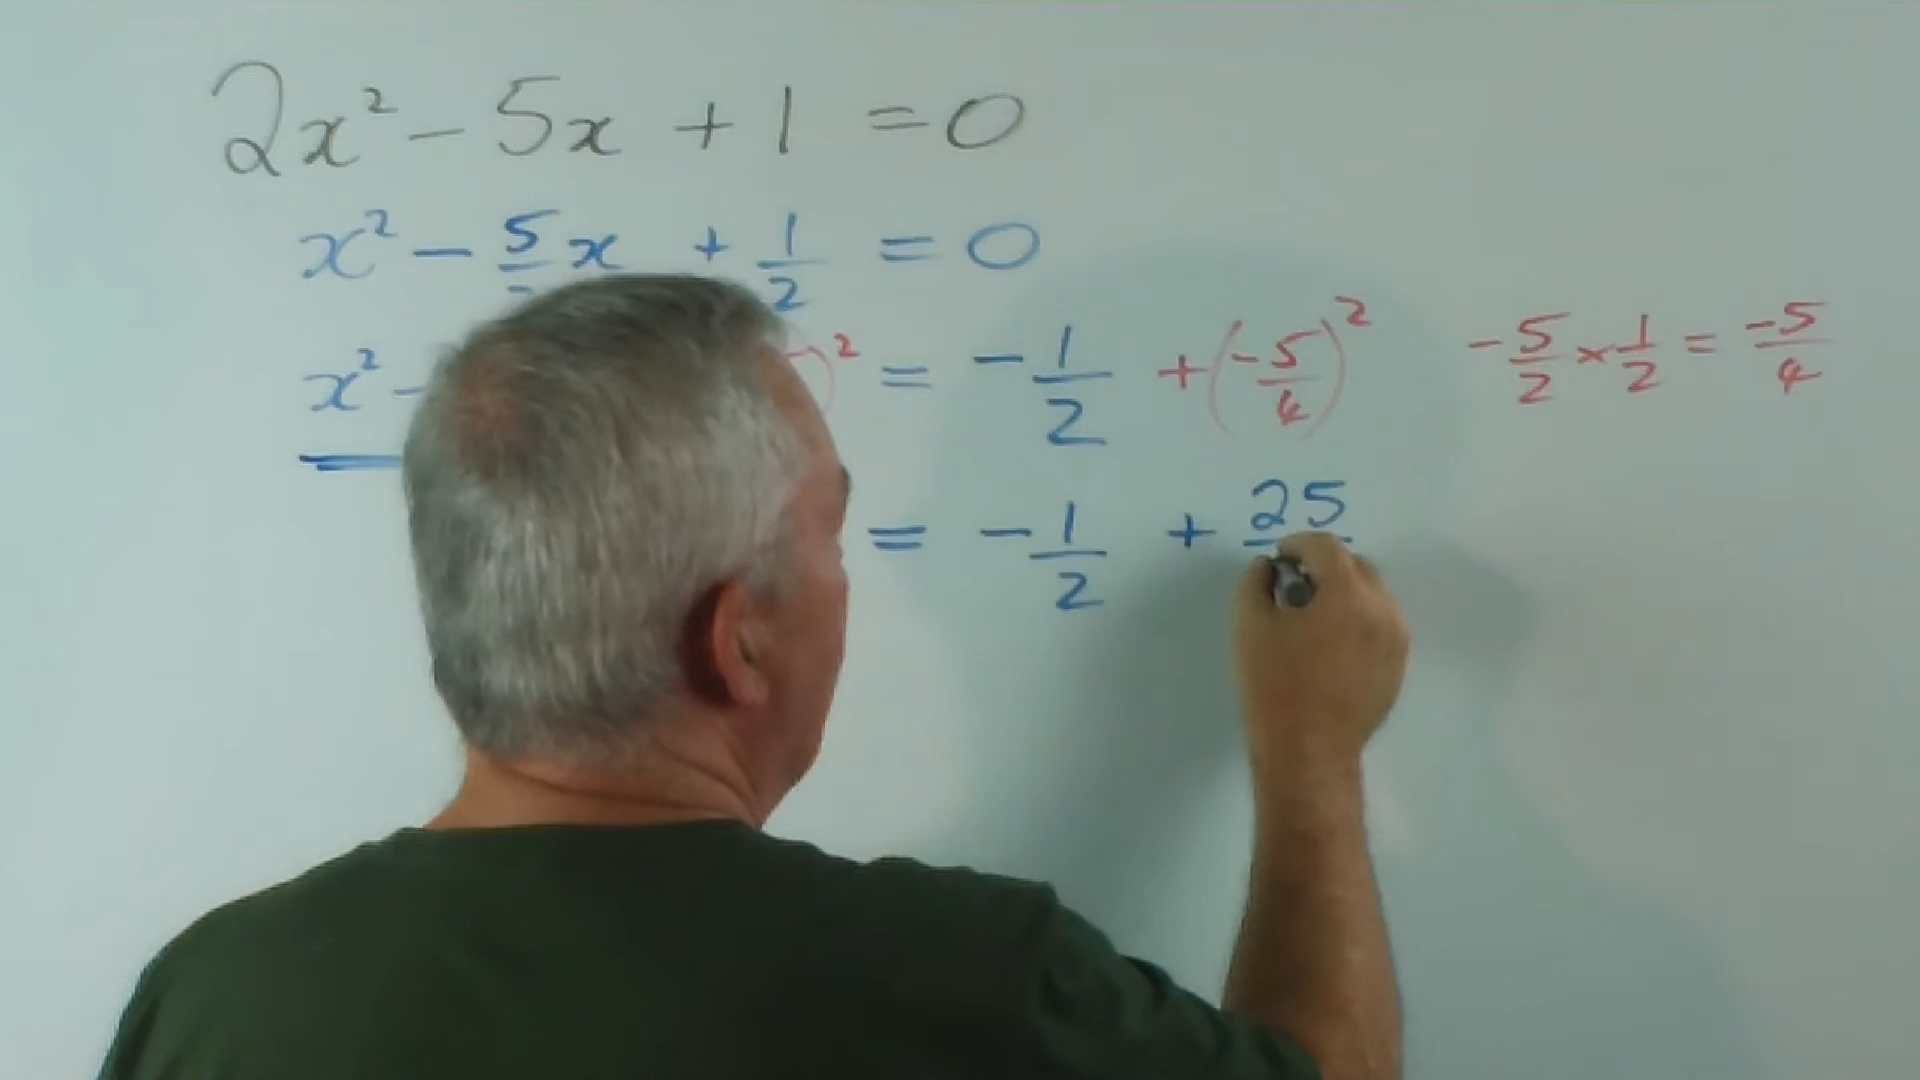 2x² - 5x + 1 = 0
x² - 5/ x + 1/2 = 0
x² - )² = - 1/2 + (-5/4)² - 5/2 × 1/2 = -5/4
= - 1/2 + 25